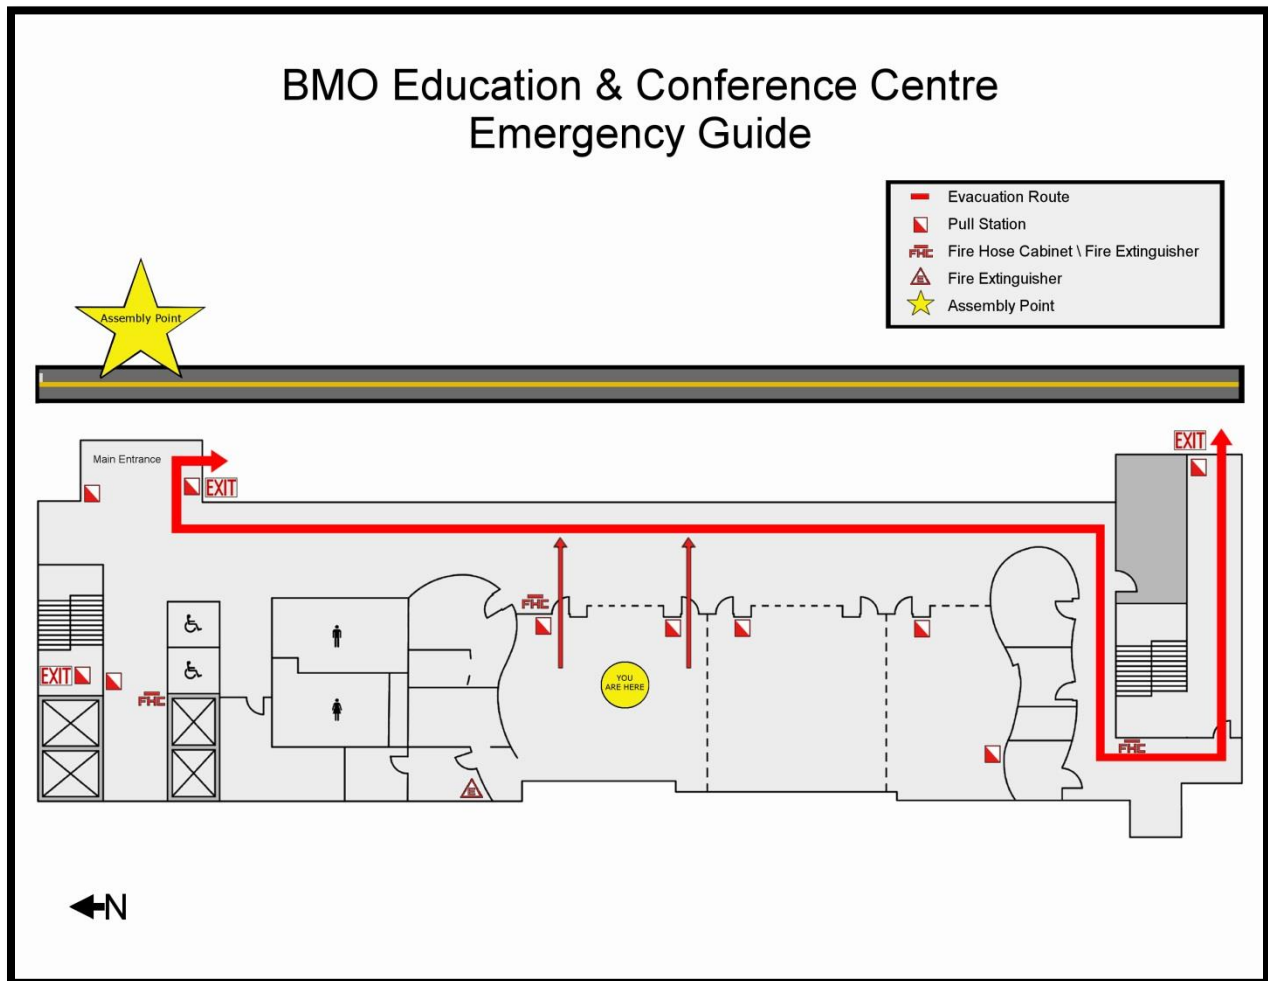 BMO Education & Conference Centre
Emergency Guide
Evacuation Route
Pull Station
FHC Fire Hose Cabinet \ Fire Extinguisher
E Fire Extinguisher
Assembly Point
Assembly Point
EXIT
Main Entrance
EXIT
FHC
YOU
ARE HERE
EXIT
FHC
FHC
E
N